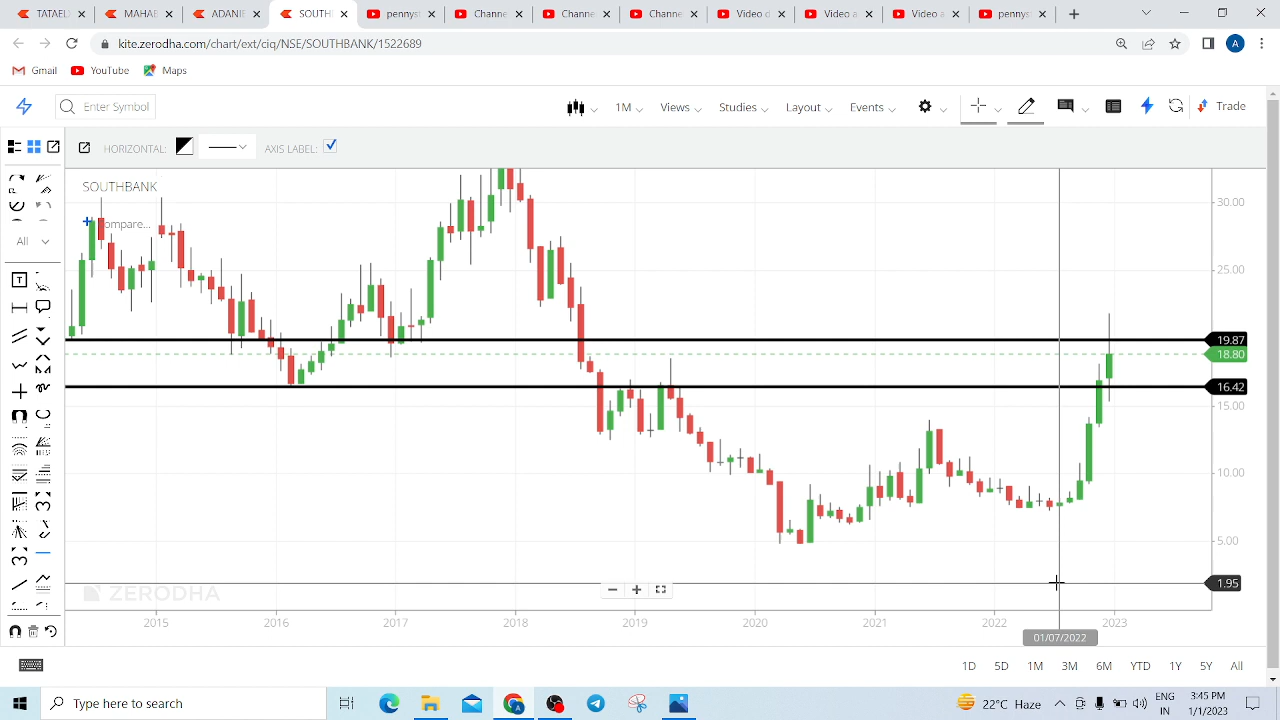 TATAEL
MAHAB
ADANIE
SOUTH
pennyst
Channe
Channe
Channe
Video d
Video a
Video a
pennys
kite.zerodha.com/chart/ext/ciq/NSE/SOUTHBANK/1522689
A
Gmail
YouTube
Maps
Enter Symbol
1M
Views
Studies
Layout
Events
Trade
HORIZONTAL:
AXIS LABEL:
SOUTHBANK
Compare...
All
T
30.00
25.00
19.87
18.80
16.42
15.00
10.00
5.00
1.95
ZERODHA
2015 2016 2017 2018 2019 2020 2021 2022 2023
01/07/2022
1D 5D 1M 3M 6M YTD 1Y 5Y All
Type here to search
22°C Haze
ENG
IN
3:45 PM
1/1/2023